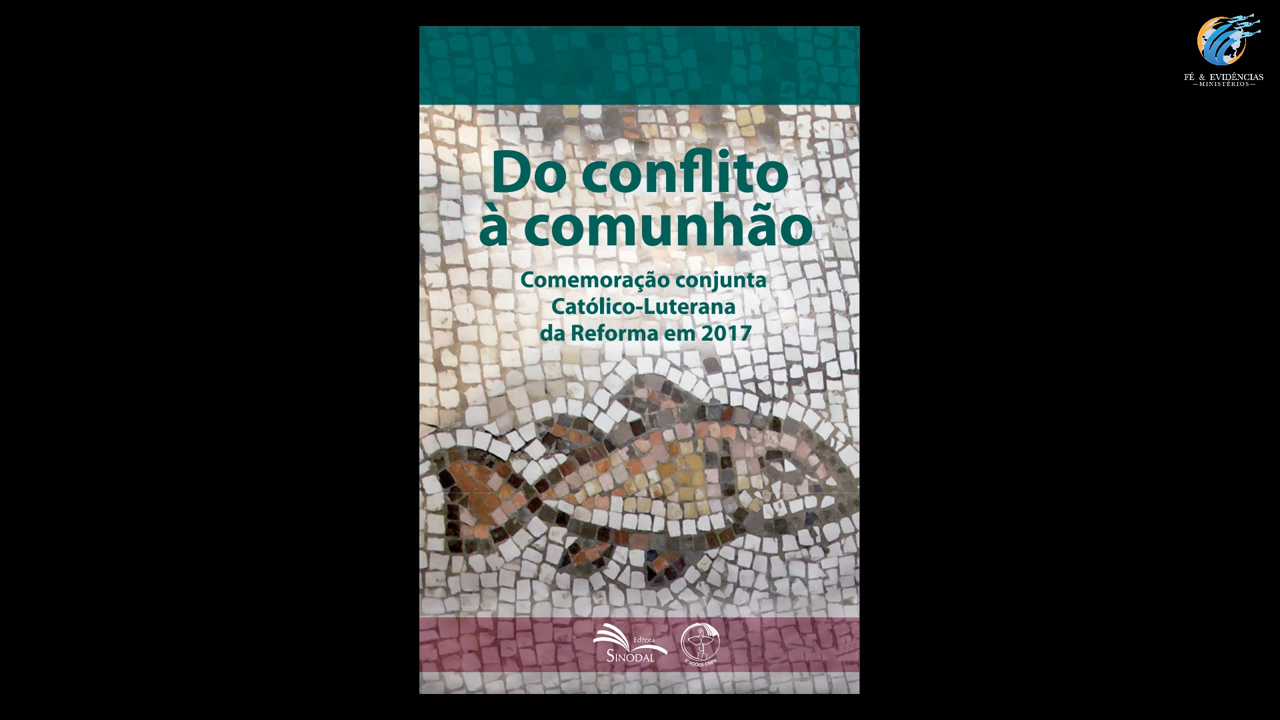 Do conflito
à comunhão
Comemoração conjunta
Católico-Luterana
da Reforma em 2017
Editora
SINODAL
FÉ & EVIDÊNCIAS
MINISTÉRIOS